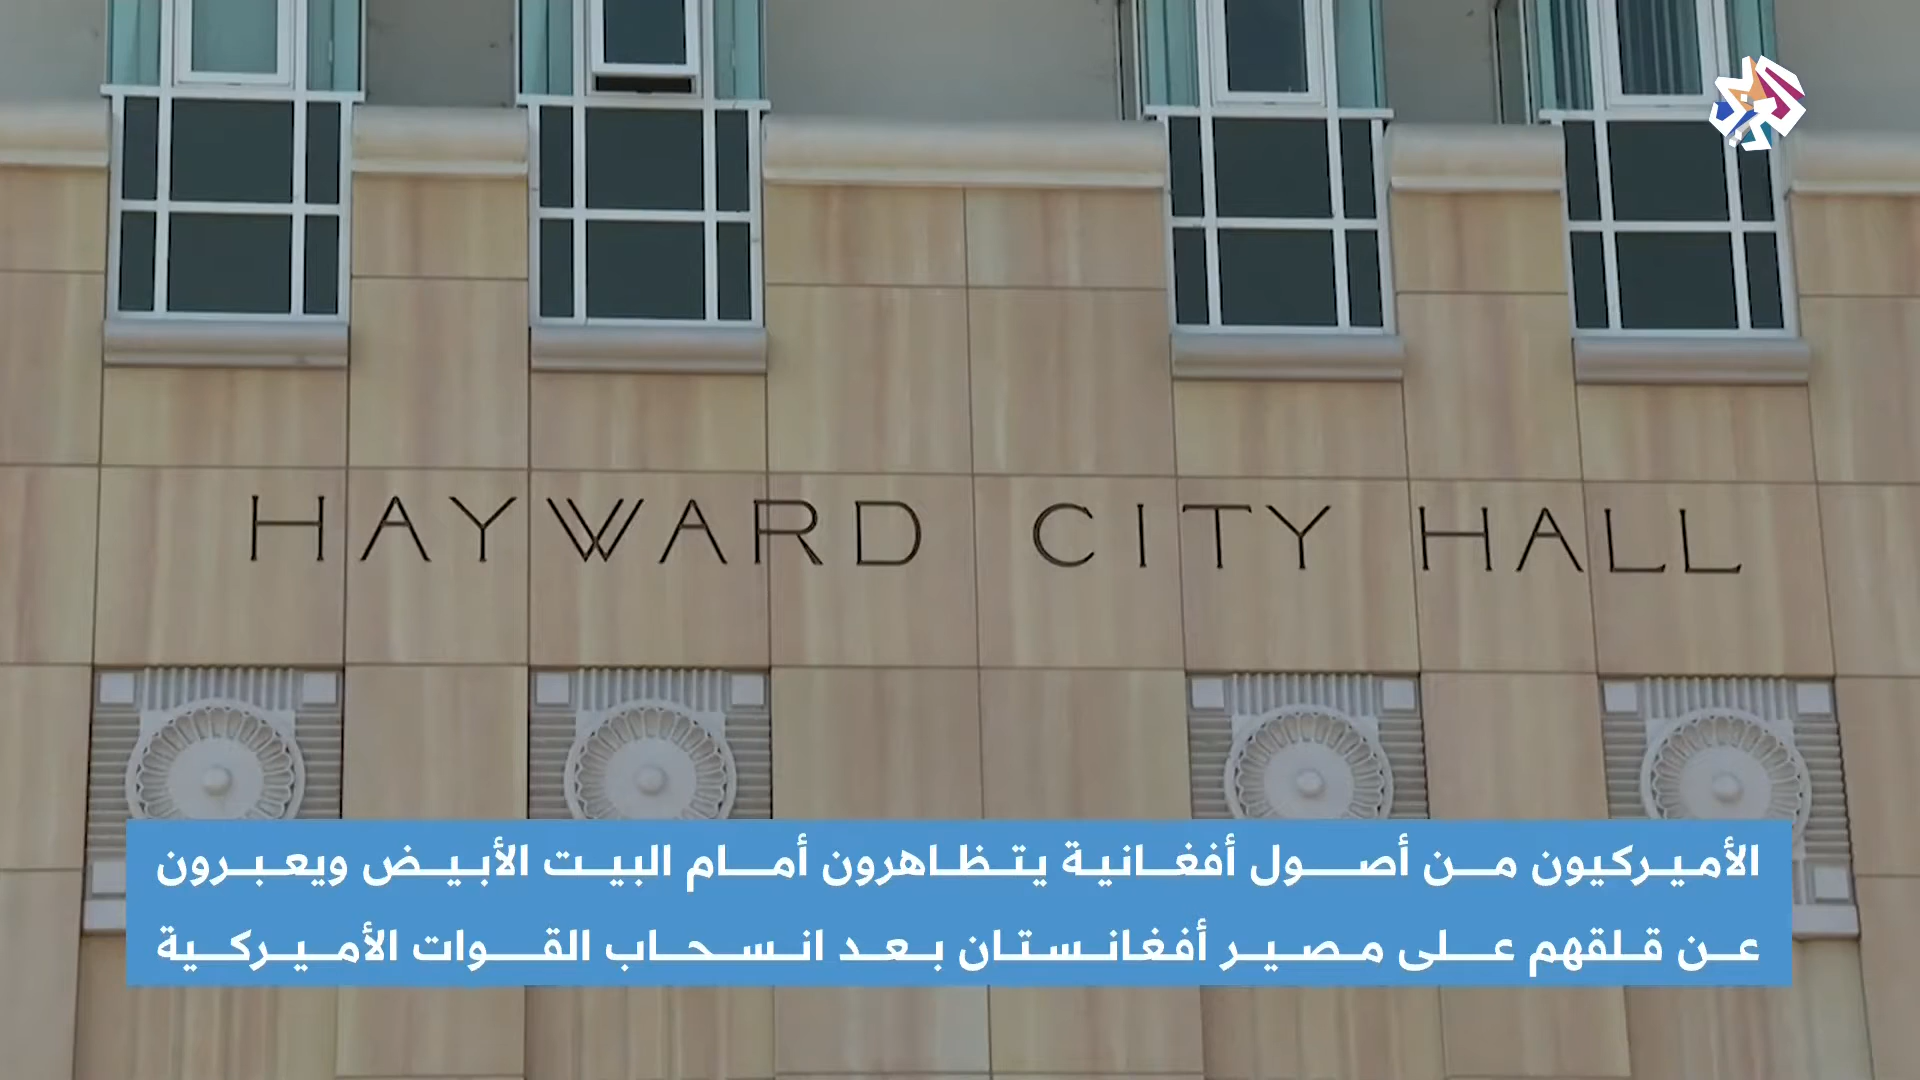 HAYWARD CITY HALL
الأميركيون من أصول أفغانية يتظاهرون أمام البيت الأبيض ويعبرون
عن قلقهم على مصير أفغانستان بعد انسحاب القوات الأميركية